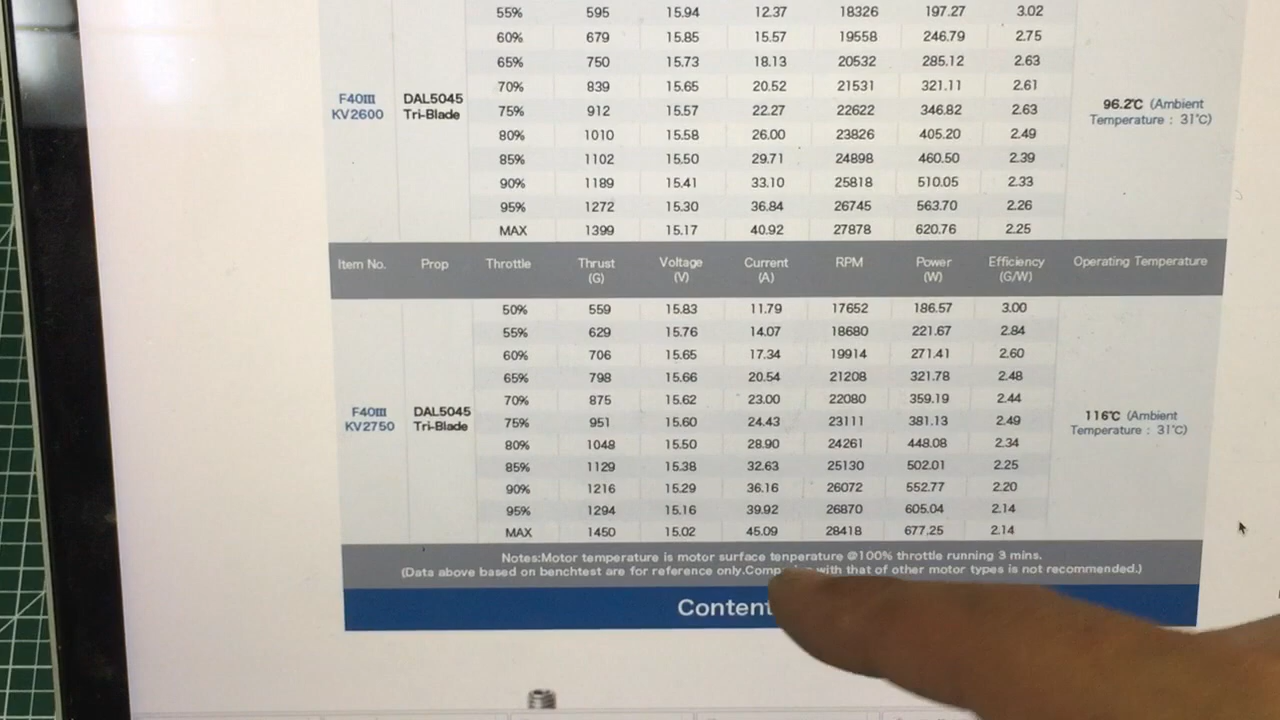 55% 595 15.94 12.37 18326 197.27 3.02
60% 679 15.85 15.57 19558 246.79 2.75
65% 750 15.73 18.13 20532 285.12 2.63
70% 839 15.65 20.52 21531 321.11 2.61
F40III KV2600 DAL5045 Tri-Blade 75% 912 15.57 22.27 22622 346.82 2.63 96.2℃ (Ambient Temperature : 31℃)
80% 1010 15.58 26.00 23826 405.20 2.49
85% 1102 15.50 29.71 24898 460.50 2.39
90% 1189 15.41 33.10 25818 510.05 2.33
95% 1272 15.30 36.84 26745 563.70 2.26
MAX 1399 15.17 40.92 27878 620.76 2.25
Item No. Prop Throttle Thrust (G) Voltage (V) Current (A) RPM Power (W) Efficiency (G/W) Operating Temperature
50% 559 15.83 11.79 17652 186.57 3.00
55% 629 15.76 14.07 18680 221.67 2.84
60% 706 15.65 17.34 19914 271.41 2.60
65% 798 15.66 20.54 21208 321.78 2.48
70% 875 15.62 23.00 22080 359.19 2.44
F40III KV2750 DAL5045 Tri-Blade 75% 951 15.60 24.43 23111 381.13 2.49 116℃ (Ambient Temperature : 31℃)
80% 1048 15.50 28.90 24261 448.08 2.34
85% 1129 15.38 32.63 25130 502.01 2.25
90% 1216 15.29 36.16 26072 552.77 2.20
95% 1294 15.16 39.92 26870 605.04 2.14
MAX 1450 15.02 45.09 28418 677.25 2.14
Notes:Motor temperature is motor surface tenperature @100% throttle running 3 mins.
(Data above based on benchtest are for reference only. with that of other motor types is not recommended.)
Content